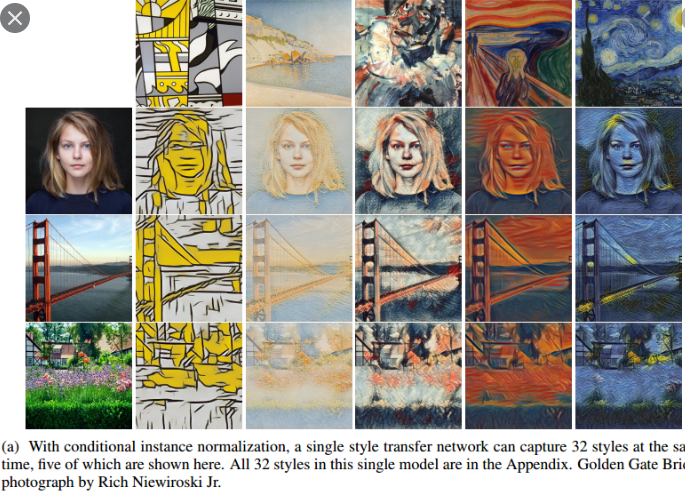 (a) With conditional instance normalization, a single style transfer network can capture 32 styles at the sa
time, five of which are shown here. All 32 styles in this single model are in the Appendix. Golden Gate Bri
photograph by Rich Niewiroski Jr.